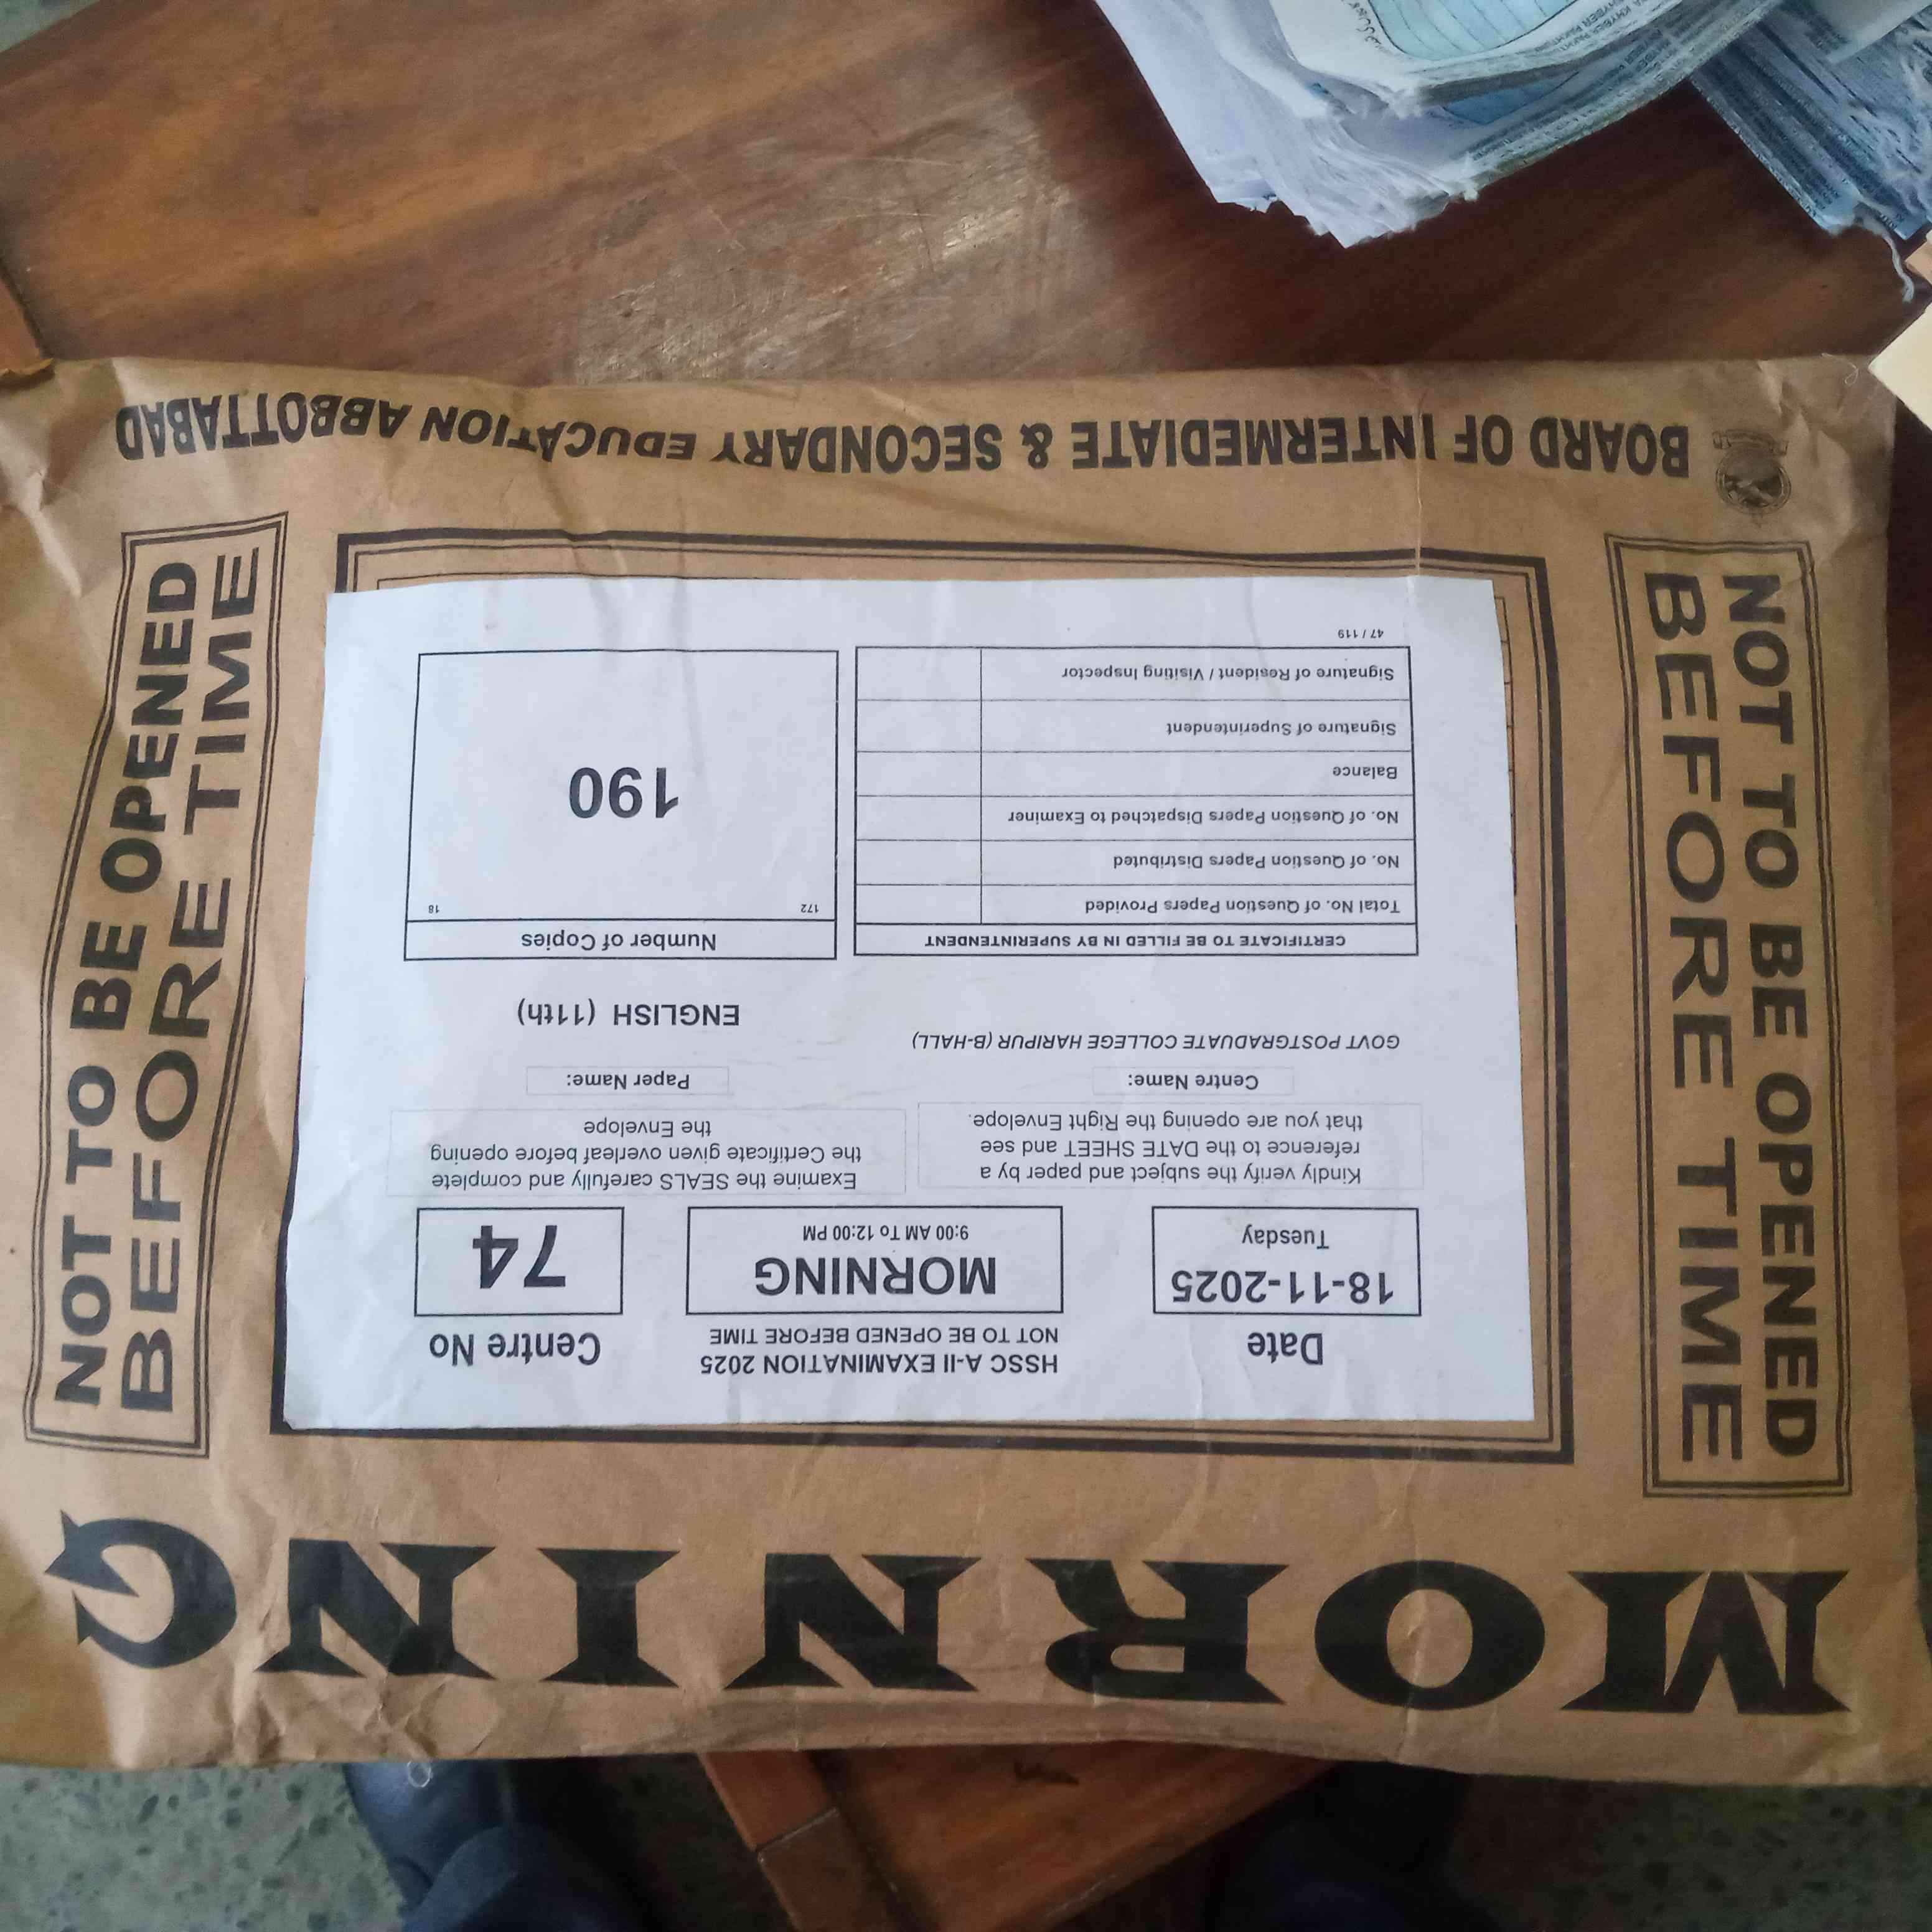 MORNING
NOT TO BE OPENED
BEFORE TIME
Date
18-11-2025
Tuesday
HSSC A-II EXAMINATION 2025
NOT TO BE OPENED BEFORE TIME
MORNING
9:00 AM To 12:00 PM
Centre No
74
Kindly verify the subject and paper by a
reference to the DATE SHEET and see
that you are opening the Right Envelope.
Examine the SEALS carefully and complete
the Certificate given overleaf before opening
the Envelope
Centre Name:
GOVT POSTGRADUATE COLLEGE HARIPUR (B-HALL)
Paper Name:
ENGLISH (11th)
CERTIFICATE TO BE FILLED IN BY SUPERINTENDENT
Total No. of Question Papers Provided
No. of Question Papers Distributed
No. of Question Papers Dispatched to Examiner
Balance
Signature of Superintendent
Signature of Resident / Visiting Inspector
47 / 119
Number of Copies
172 18
190
NOT TO BE OPENED
BEFORE TIME
BOARD OF INTERMEDIATE & SECONDARY EDUCATION ABBOTTABAD